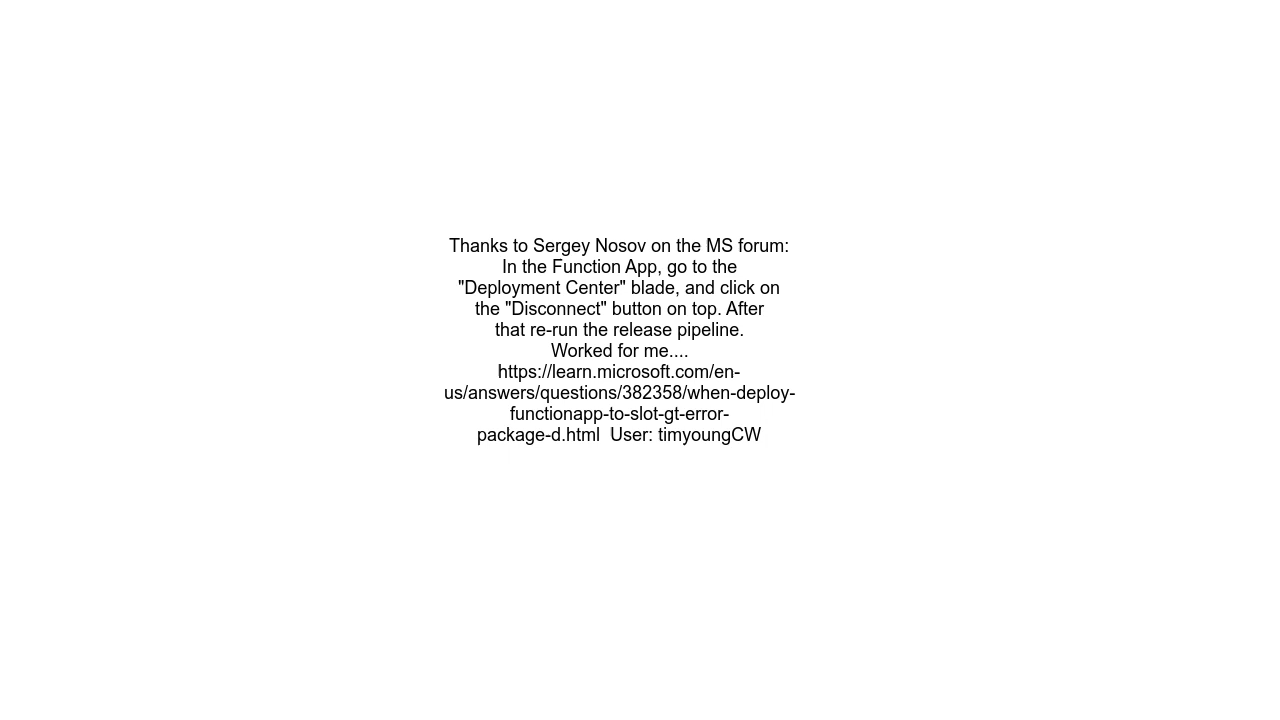 Thanks to Sergey Nosov on the MS forum:
In the Function App, go to the
"Deployment Center" blade, and click on
the "Disconnect" button on top. After
that re-run the release pipeline.
Worked for me....
https://learn.microsoft.com/en-
us/answers/questions/382358/when-deploy-
functionapp-to-slot-gt-error-
package-d.html  User: timyoungCW